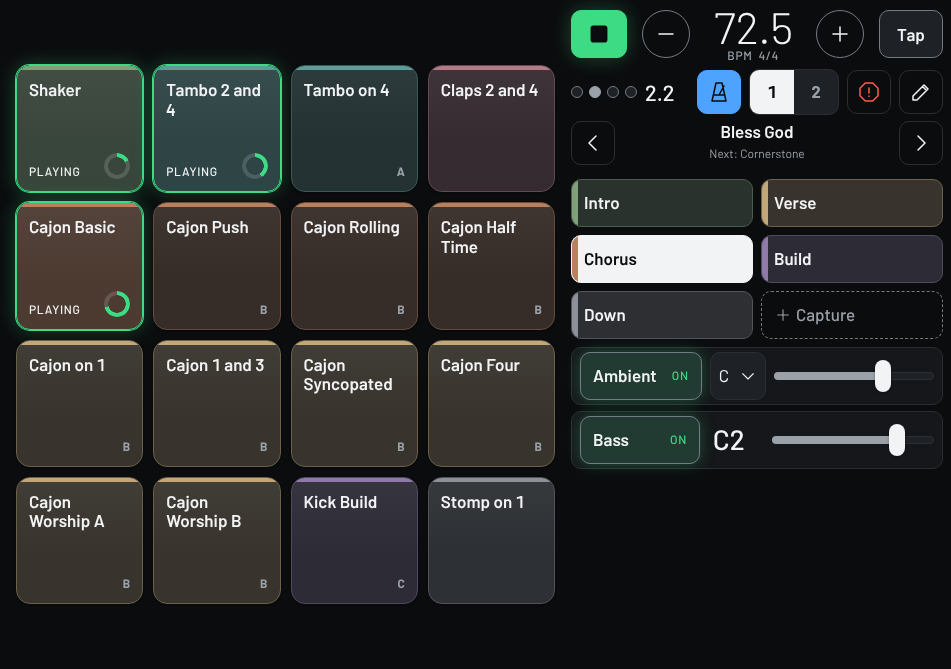 72.5
BPM 4/4
Tap
2.2
1
2
Bless God
Next: Cornerstone
Shaker
PLAYING
Tambo 2 and
4
PLAYING
Tambo on 4
A
Claps 2 and 4
Cajon Basic
PLAYING
Cajon Push
B
Cajon Rolling
B
Cajon Half
Time
B
Cajon on 1
B
Cajon 1 and 3
B
Cajon
Syncopated
B
Cajon Four
B
Cajon
Worship A
B
Cajon
Worship B
B
Kick Build
C
Stomp on 1
Intro
Verse
Chorus
Build
Down
+ Capture
Ambient ON
C
Bass ON
C2